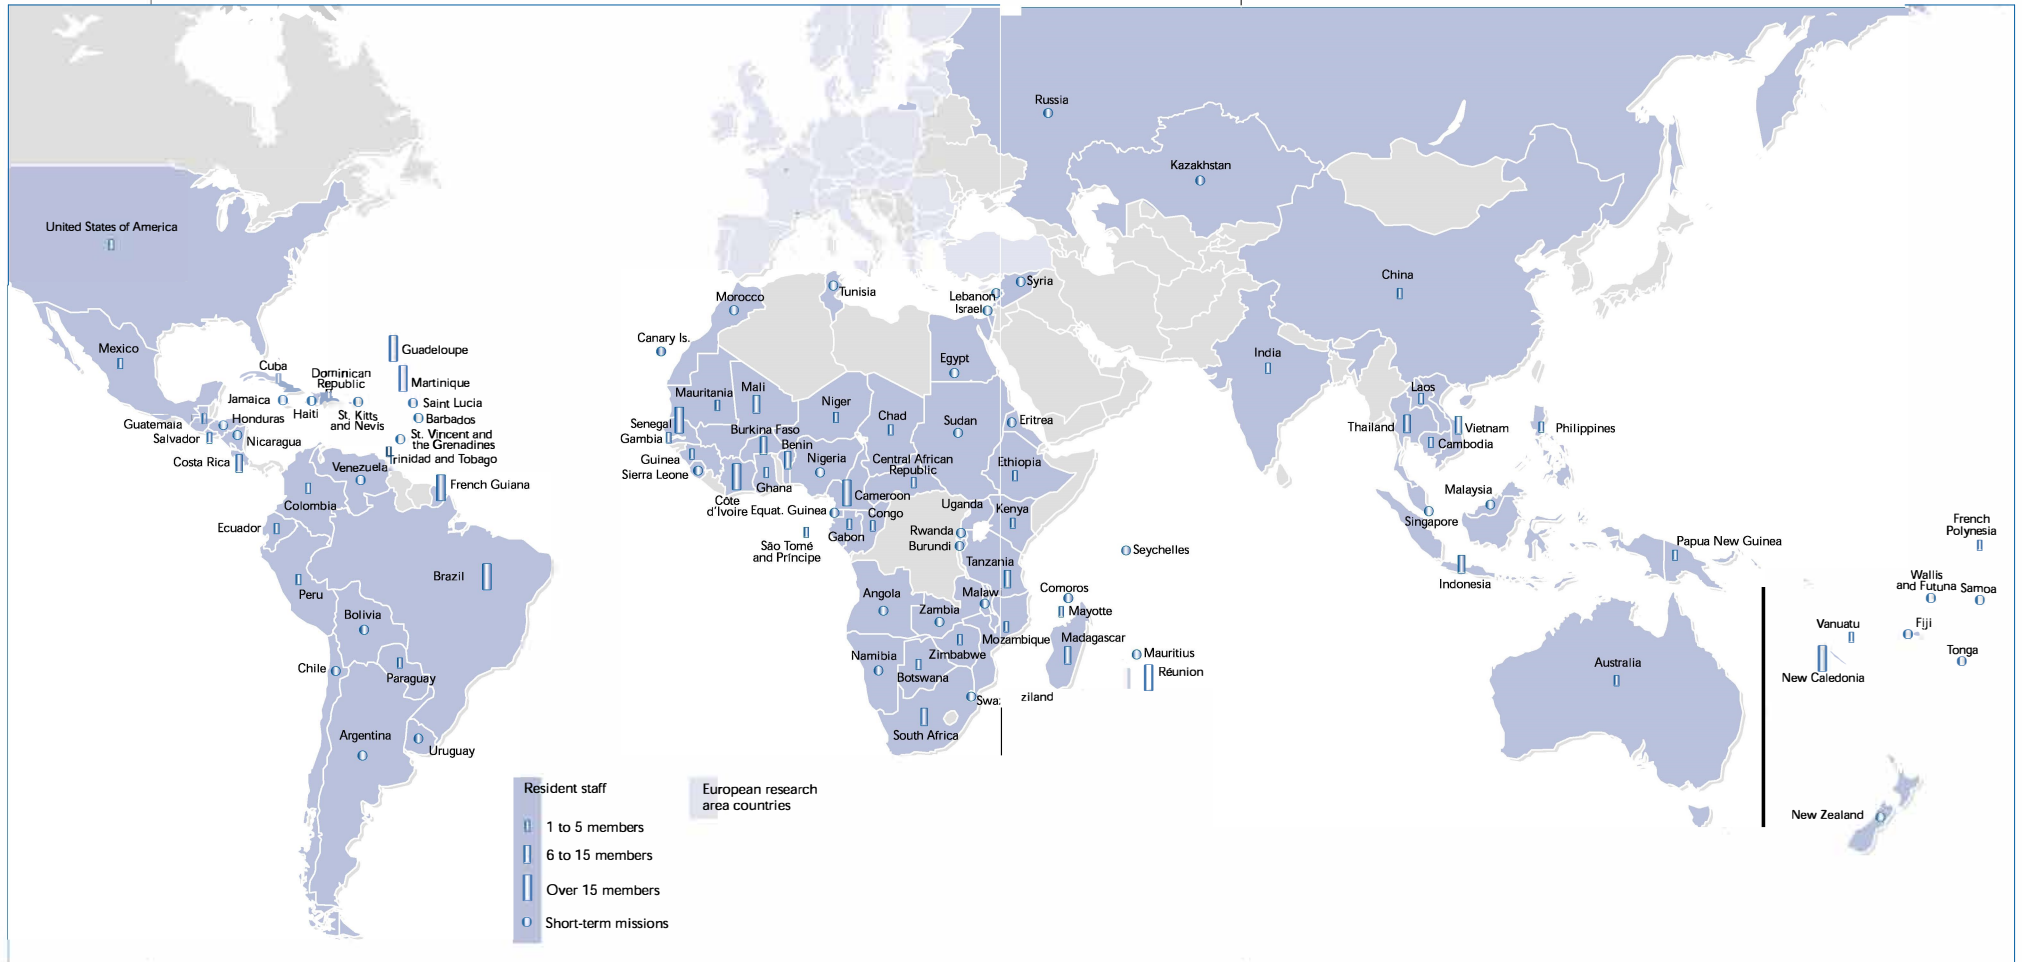 Russia
Kazakhstan
United States of America
China
Syria
Lebanon
Israel
Tunisia
Morocco
Canary Is.
Egypt
India
Mexico
Cuba
Dominican
Republic
Guadeloupe
Martinique
Jamaica
Haiti
St. Kitts
and Nevis
Saint Lucia
Barbados
St. Vincent and
the Grenadines
Trinidad and Tobago
Guatemaia
Honduras
Salvador
Nicaragua
Costa Rica
Venezuela
French Guiana
Colombia
Ecuador
Brazil
Peru
Bolivia
Chile
Paraguay
Argentina
Uruguay
Mauritania
Mali
Niger
Chad
Sudan
Eritrea
Senegal
Gambia
Burkina Faso
Benin
Guinea
Sierra Leone
Nigeria
Central African
Republic
Ethiopia
Ghana
Côte
d'Ivoire
Equat. Guinea
Cameroon
Congo
Gabon
Uganda
Kenya
Rwanda
Burundi
São Tomé
and Príncipe
Tanzania
Seychelles
Angola
Zambia
Malaw
Comoros
Mayotte
Mozambique
Madagascar
Namibia
Zimbabwe
Botswana
Mauritius
Réunion
Swa
ziland
South Africa
Laos
Thailand
Vietnam
Cambodia
Philippines
Malaysia
Singapore
Indonesia
Papua New Guinea
French
Polynesia
Wallis
and Futuna
Samoa
Vanuatu
Fiji
Tonga
New Caledonia
Australia
New Zealand
Resident staff
1 to 5 members
6 to 15 members
Over 15 members
Short-term missions
European research
area countries